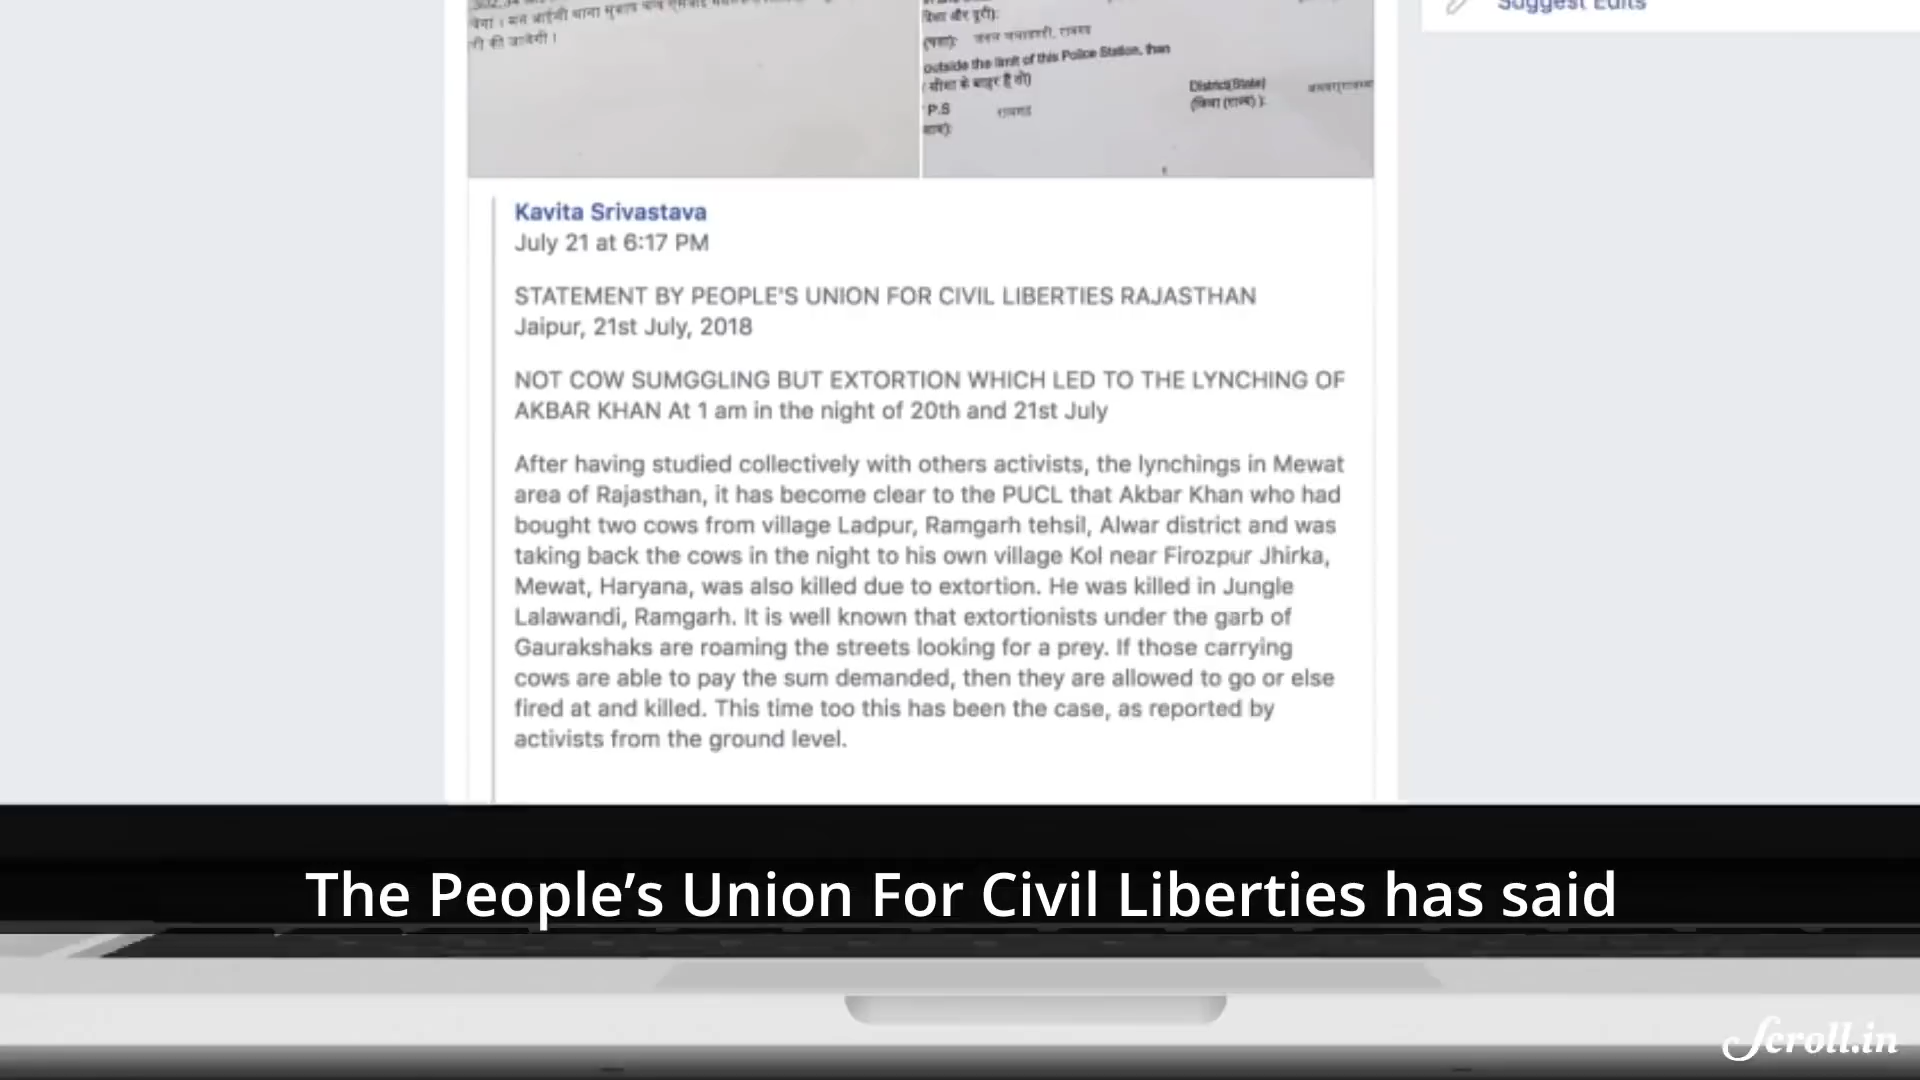 री की जावेगी ।
(पता):
outside the limit of this Police Station, than
( सीमा के बाहर है तो)
District(State)
(जिला (राज्य) ):
P.S
रामगढ
Suggest Edits
Kavita Srivastava
July 21 at 6:17 PM
STATEMENT BY PEOPLE'S UNION FOR CIVIL LIBERTIES RAJASTHAN
Jaipur, 21st July, 2018
NOT COW SUMGGLING BUT EXTORTION WHICH LED TO THE LYNCHING OF
AKBAR KHAN At 1 am in the night of 20th and 21st July
After having studied collectively with others activists, the lynchings in Mewat
area of Rajasthan, it has become clear to the PUCL that Akbar Khan who had
bought two cows from village Ladpur, Ramgarh tehsil, Alwar district and was
taking back the cows in the night to his own village Kol near Firozpur Jhirka,
Mewat, Haryana, was also killed due to extortion. He was killed in Jungle
Lalawandi, Ramgarh. It is well known that extortionists under the garb of
Gaurakshaks are roaming the streets looking for a prey. If those carrying
cows are able to pay the sum demanded, then they are allowed to go or else
fired at and killed. This time too this has been the case, as reported by
activists from the ground level.
The People’s Union For Civil Liberties has said
Scroll.in